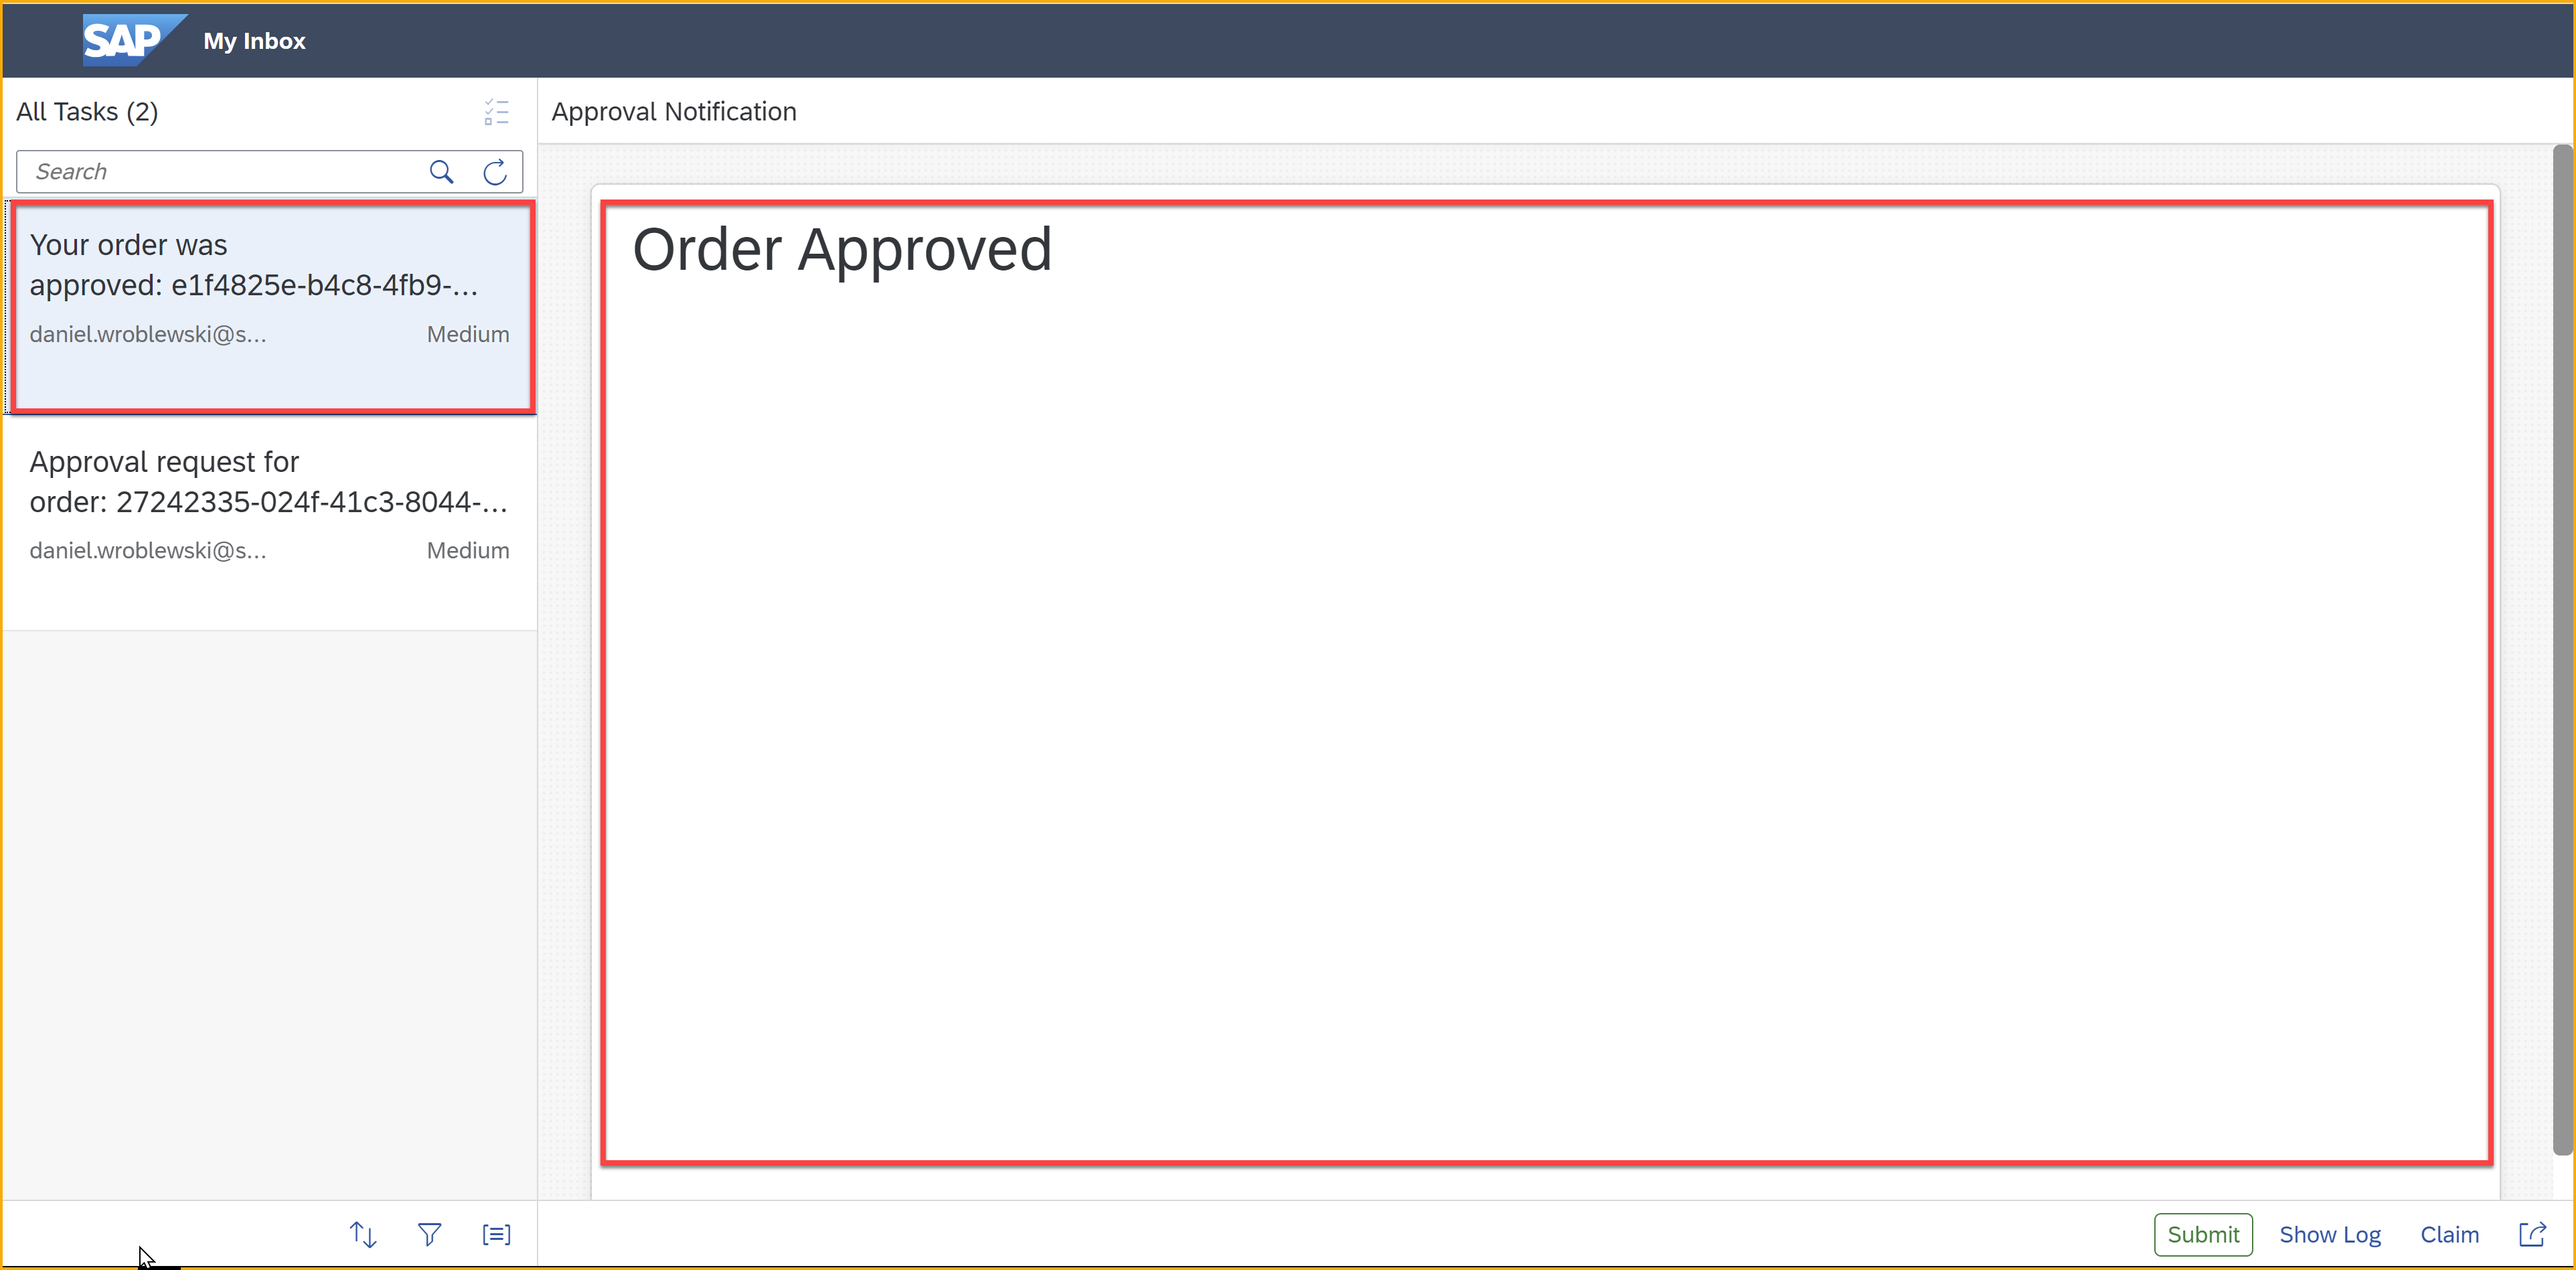 SAP My Inbox
All Tasks (2)
Search
Your order was
approved: e1f4825e-b4c8-4fb9-...
daniel.wroblewski@s... Medium
Approval request for
order: 27242335-024f-41c3-8044-...
daniel.wroblewski@s... Medium
Approval Notification
Order Approved
Submit Show Log Claim